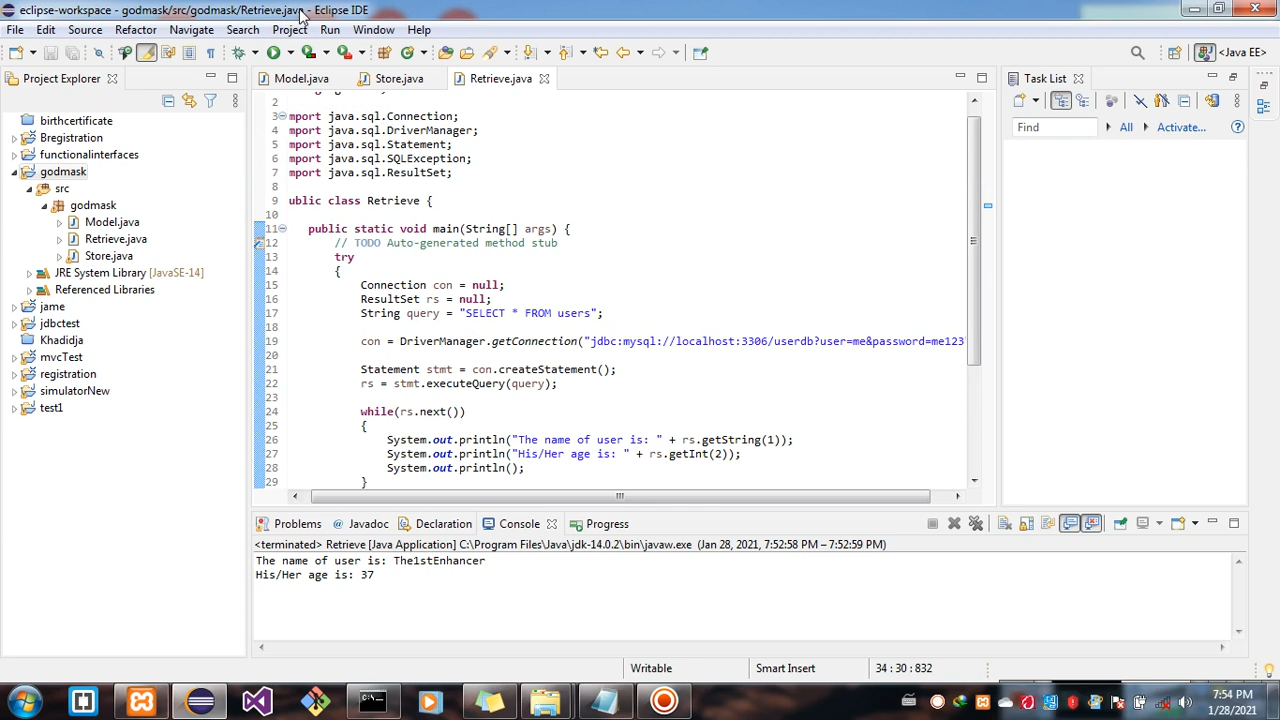 eclipse-workspace - godmask/src/godmask/Retrieve.java - Eclipse IDE
File Edit Source Refactor Navigate Search Project Run Window Help
<Java EE>
Project Explorer
birthcertificate
Bregistration
functionalinterfaces
godmask
src
godmask
Model.java
Retrieve.java
Store.java
JRE System Library [JavaSE-14]
Referenced Libraries
jame
jdbctest
Khadidja
mvcTest
registration
simulatorNew
test1
Model.java Store.java Retrieve.java
2
3 mport java.sql.Connection;
4 mport java.sql.DriverManager;
5 mport java.sql.Statement;
6 mport java.sql.SQLException;
7 mport java.sql.ResultSet;
8
9 ublic class Retrieve {
10
11 public static void main(String[] args) {
12 // TODO Auto-generated method stub
13 try
14 {
15 Connection con = null;
16 ResultSet rs = null;
17 String query = "SELECT * FROM users";
18
19 con = DriverManager.getConnection("jdbc:mysql://localhost:3306/userdb?user=me&password=me123
20
21 Statement stmt = con.createStatement();
22 rs = stmt.executeQuery(query);
23
24 while(rs.next())
25 {
26 System.out.println("The name of user is: " + rs.getString(1));
27 System.out.println("His/Her age is: " + rs.getInt(2));
28 System.out.println();
29 }
Task List
Find All Activate...
Problems Javadoc Declaration Console Progress
<terminated> Retrieve [Java Application] C:\Program Files\Java\jdk-14.0.2\bin\javaw.exe (Jan 28, 2021, 7:52:58 PM – 7:52:59 PM)
The name of user is: The1stEnhancer
His/Her age is: 37
Writable Smart Insert 34 : 30 : 832
7:54 PM
1/28/2021